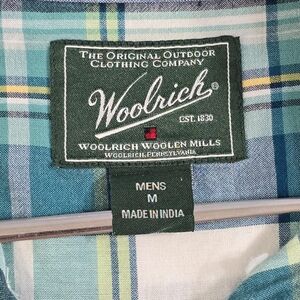 THE ORIGINAL OUTDOOR
CLOTHING COMPANY
Woolrich®
EST. 1830
WOOLRICH WOOLEN MILLS
WOOLRICH, PENNSYLVANIA
MENS
M
MADE IN INDIA